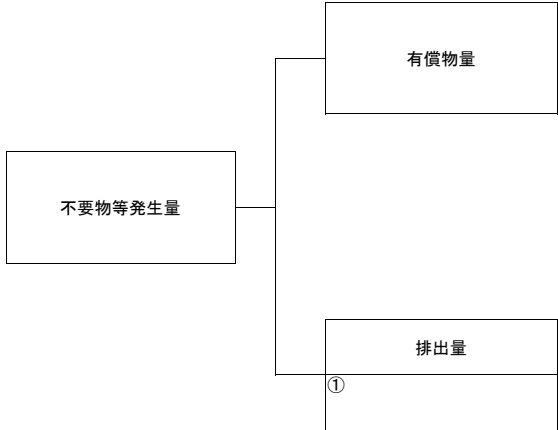 有償物量
不要物等発生量
排出量
①